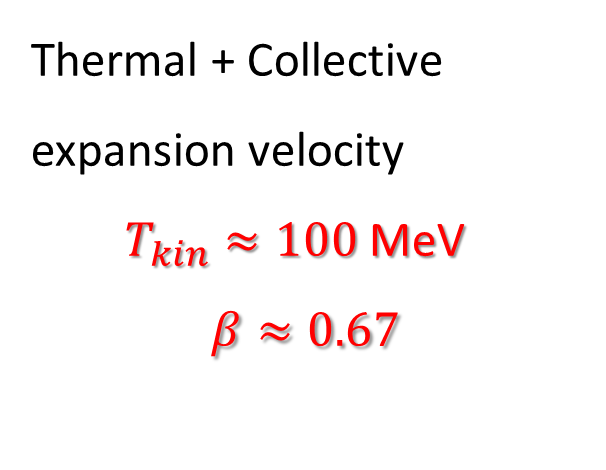 Thermal + Collective
expansion velocity
T_kin ≈ 100 MeV
β ≈ 0.67